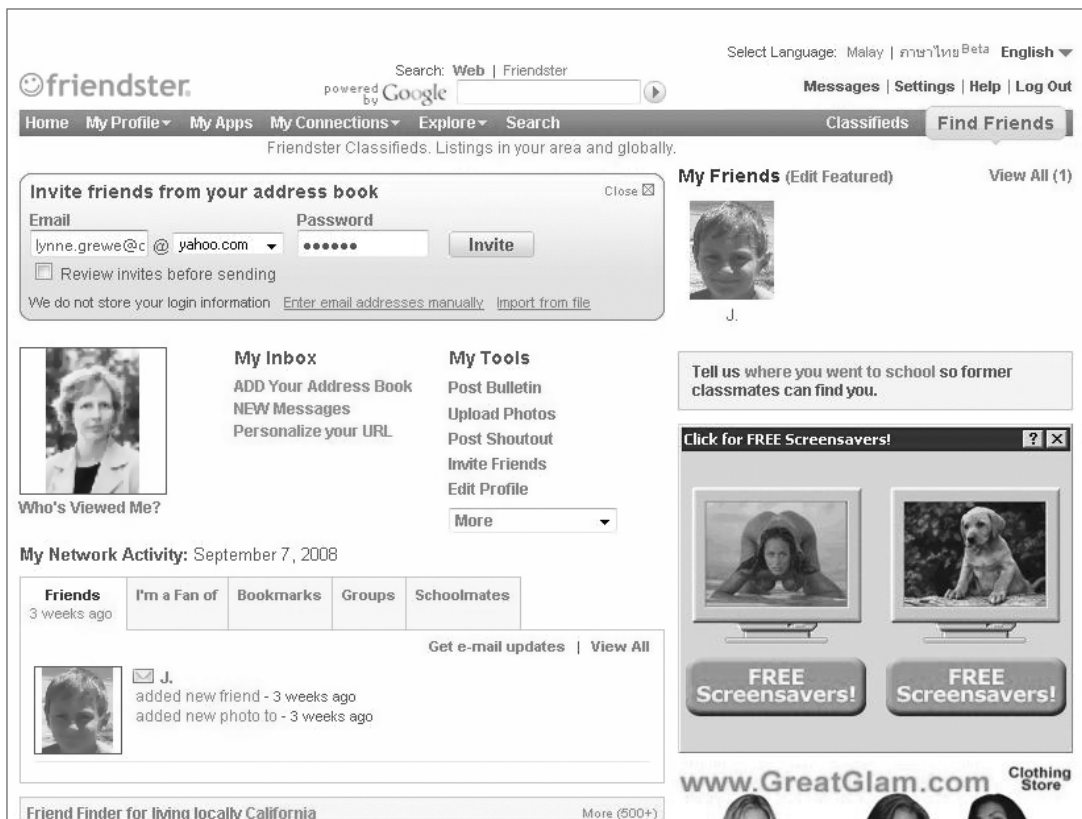 Select Language: Malay | ภาษาไทย Beta English
friendster.
Search: Web | Friendster
powered by Google
Messages | Settings | Help | Log Out
Home My Profile My Apps My Connections Explore Search Classifieds Find Friends
Friendster Classifieds. Listings in your area and globally.
Invite friends from your address book Close
Email Password
lynne.grewe@c @ yahoo.com •••••• Invite
Review invites before sending
We do not store your login information Enter email addresses manually Import from file
My Friends (Edit Featured) View All (1)
J.
Who's Viewed Me?
My Inbox
ADD Your Address Book
NEW Messages
Personalize your URL
My Tools
Post Bulletin
Upload Photos
Post Shoutout
Invite Friends
Edit Profile
More
Tell us where you went to school so former
classmates can find you.
Click for FREE Screensavers! ? X
FREE
Screensavers!
FREE
Screensavers!
My Network Activity: September 7, 2008
Friends I'm a Fan of Bookmarks Groups Schoolmates
3 weeks ago
Get e-mail updates | View All
J.
added new friend - 3 weeks ago
added new photo to - 3 weeks ago
www.GreatGlam.com Clothing
Store
Friend Finder for living locally California More (500+)